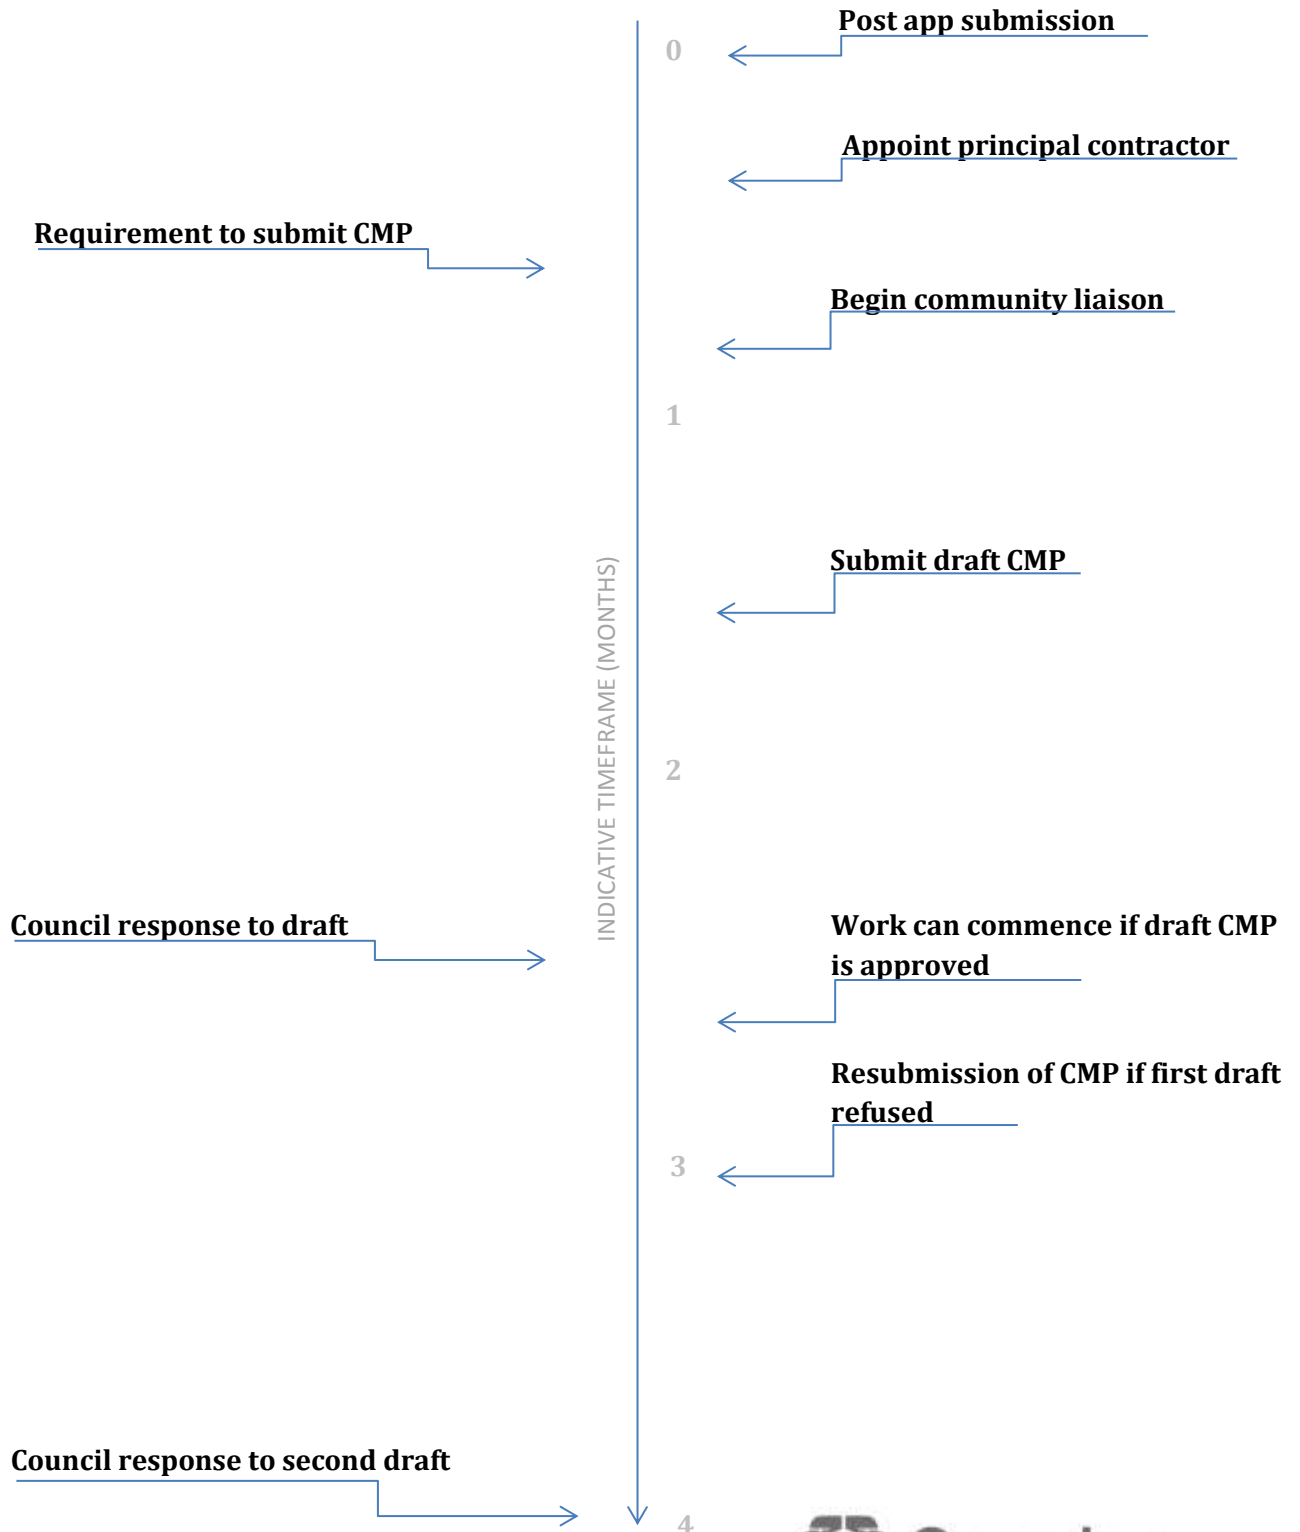 Post app submission
0
Appoint principal contractor
Requirement to submit CMP
Begin community liaison
1
Submit draft CMP
INDICATIVE TIMEFRAME (MONTHS)
2
Council response to draft
Work can commence if draft CMP
is approved
Resubmission of CMP if first draft
refused
3
Council response to second draft
4